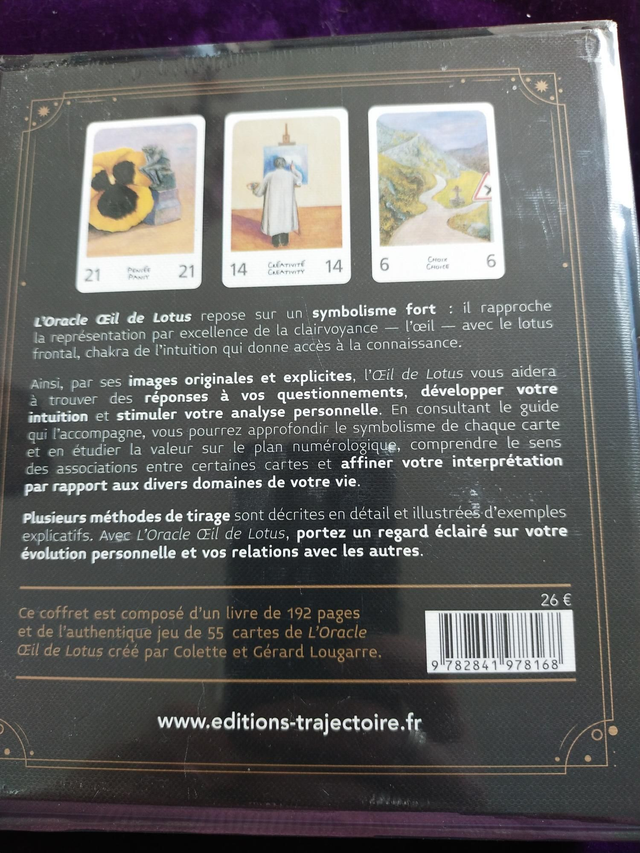 21 PENSÉE 21
PANSY
14 CRÉATIVITÉ 14
CREATIVITY
6 CHOIX 6
CHOICE
L'Oracle Œil de Lotus repose sur un symbolisme fort : il rapproche
la représentation par excellence de la clairvoyance — l'œil — avec le lotus
frontal, chakra de l'intuition qui donne accès à la connaissance.
Ainsi, par ses images originales et explicites, l'Œil de Lotus vous aidera
à trouver des réponses à vos questionnements, développer votre
intuition et stimuler votre analyse personnelle. En consultant le guide
qui l'accompagne, vous pourrez approfondir le symbolisme de chaque carte
et en étudier la valeur sur le plan numérologique, comprendre le sens
des associations entre certaines cartes et affiner votre interprétation
par rapport aux divers domaines de votre vie.
Plusieurs méthodes de tirage sont décrites en détail et illustrées d'exemples
explicatifs. Avec L'Oracle Œil de Lotus, portez un regard éclairé sur votre
évolution personnelle et vos relations avec les autres.
26 €
Ce coffret est composé d'un livre de 192 pages
et de l'authentique jeu de 55 cartes de L'Oracle
Œil de Lotus créé par Colette et Gérard Lougarre.
9 782841 978168
www.editions-trajectoire.fr